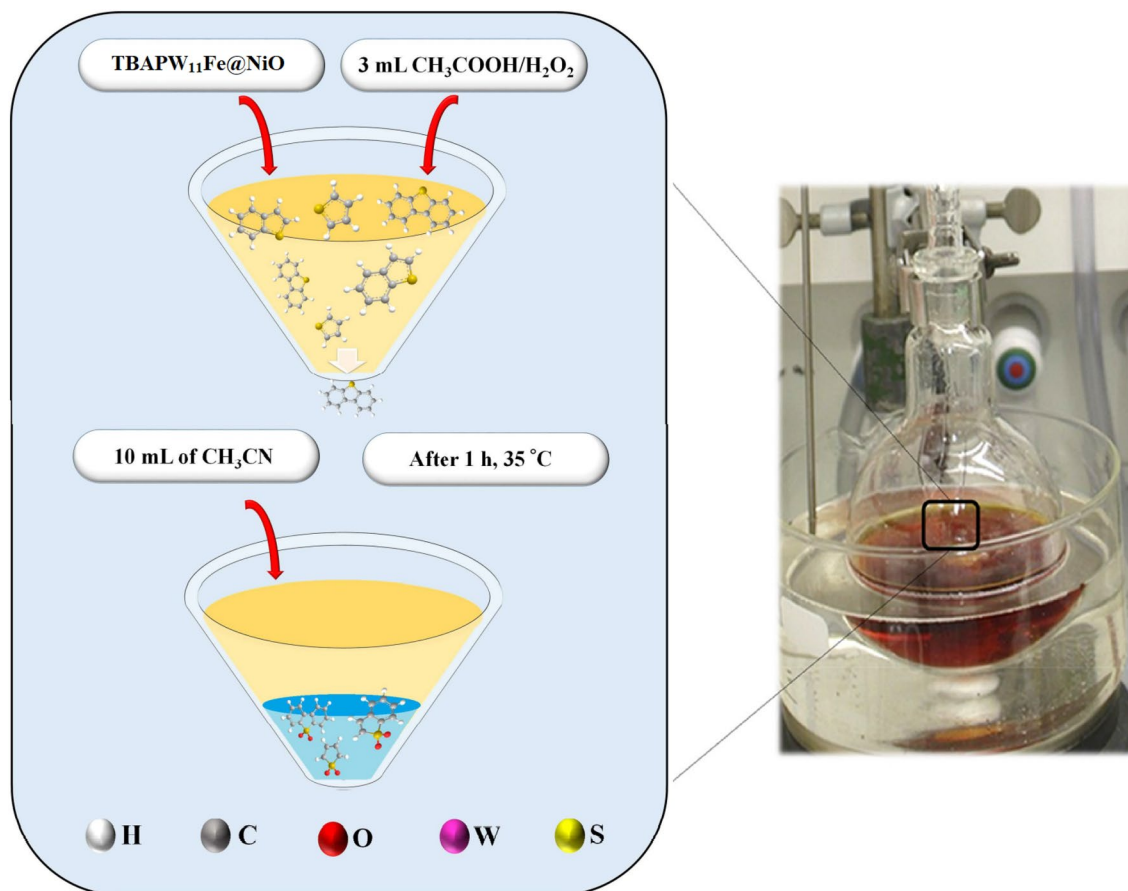 TBAPW₁₁Fe@NiO
3 mL CH₃COOH/H₂O₂
10 mL of CH₃CN
After 1 h, 35 °C
H C O W S